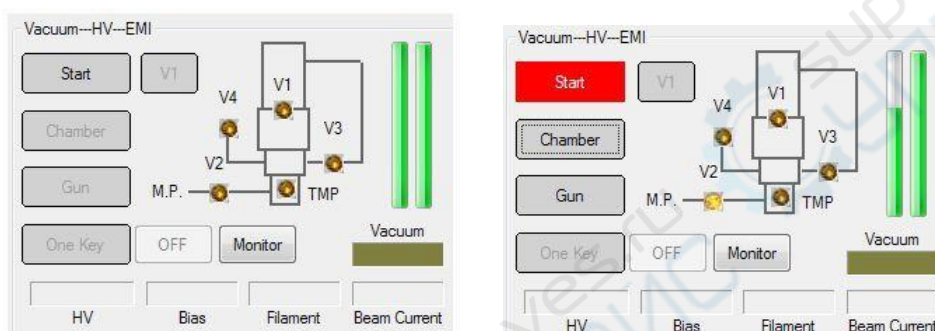 Vacuum---HV---EMI
Start
V1
V1
V4
V3
Chamber
V2
Gun
M.P.
TMP
One Key
OFF
Monitor
Vacuum
HV
Bias
Filament
Beam Current
Vacuum---HV---EMI
Start
V1
V1
V4
V3
Chamber
V2
Gun
M.P.
TMP
One Key
OFF
Monitor
Vacuum
HV
Bias
Filament
Beam Current